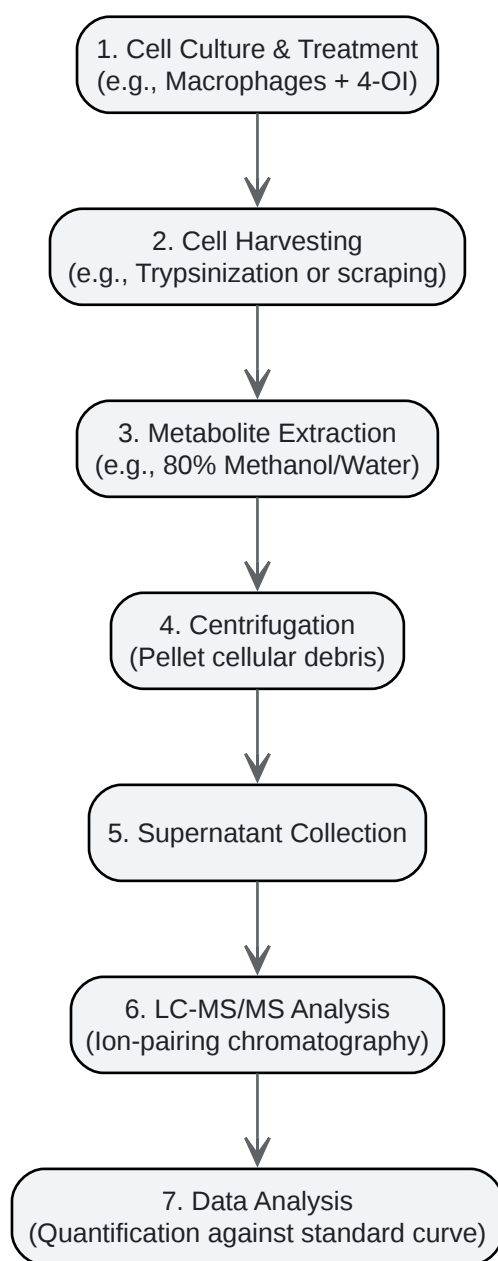 1. Cell Culture & Treatment
(e.g., Macrophages + 4-OI)
2. Cell Harvesting
(e.g., Trypsinization or scraping)
3. Metabolite Extraction
(e.g., 80% Methanol/Water)
4. Centrifugation
(Pellet cellular debris)
5. Supernatant Collection
6. LC-MS/MS Analysis
(Ion-pairing chromatography)
7. Data Analysis
(Quantification against standard curve)